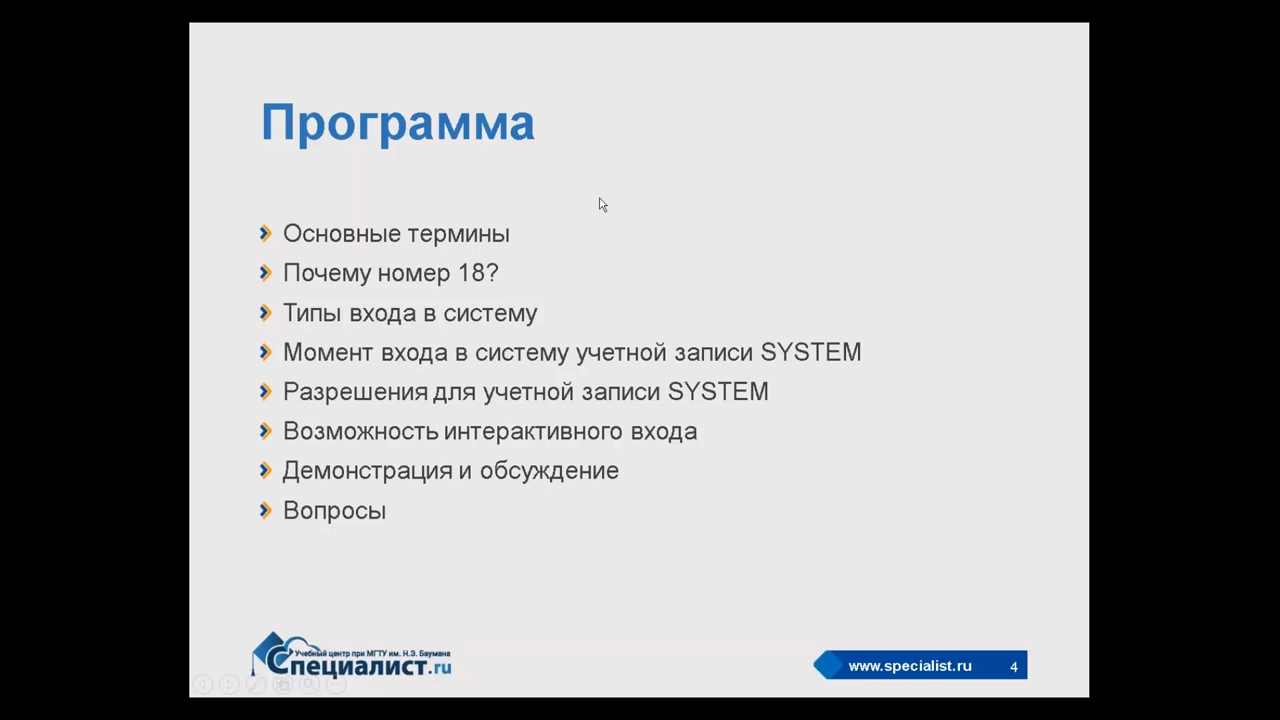 Программа
Основные термины
Почему номер 18?
Типы входа в систему
Момент входа в систему учетной записи SYSTEM
Разрешения для учетной записи SYSTEM
Возможность интерактивного входа
Демонстрация и обсуждение
Вопросы
Учебный центр при МГТУ им. Н.Э. Баумана
Специалист.ru
www.specialist.ru 4